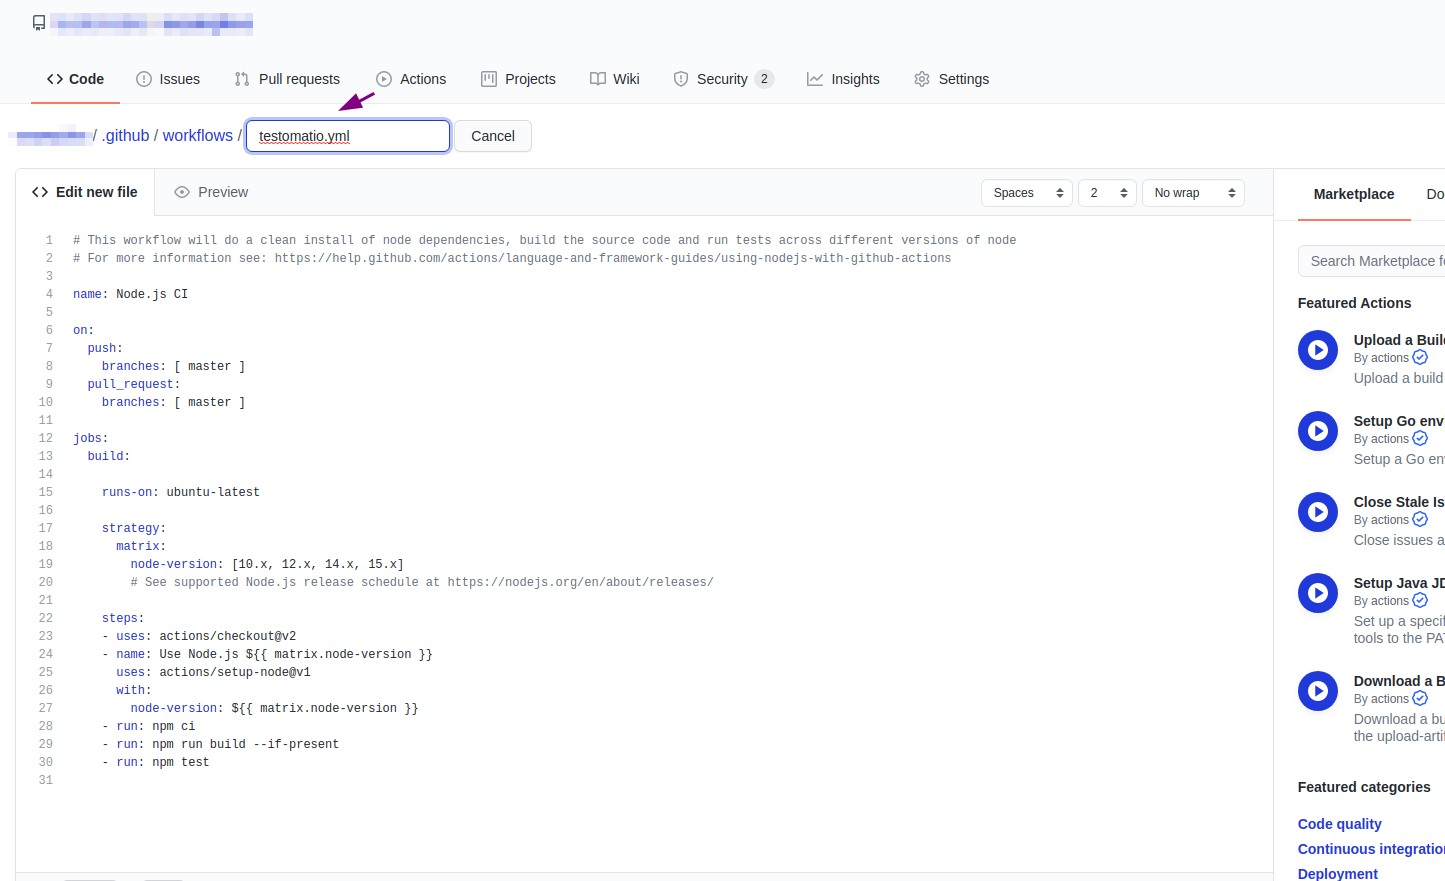 Code Issues Pull requests Actions Projects Wiki Security 2 Insights Settings
/ .github / workflows / testomatio.yml Cancel
Edit new file Preview Spaces 2 No wrap
1 # This workflow will do a clean install of node dependencies, build the source code and run tests across different versions of node
2 # For more information see: https://help.github.com/actions/language-and-framework-guides/using-nodejs-with-github-actions
3
4 name: Node.js CI
5
6 on:
7 push:
8 branches: [ master ]
9 pull_request:
10 branches: [ master ]
11
12 jobs:
13 build:
14
15 runs-on: ubuntu-latest
16
17 strategy:
18 matrix:
19 node-version: [10.x, 12.x, 14.x, 15.x]
20 # See supported Node.js release schedule at https://nodejs.org/en/about/releases/
21
22 steps:
23 - uses: actions/checkout@v2
24 - name: Use Node.js ${{ matrix.node-version }}
25 uses: actions/setup-node@v1
26 with:
27 node-version: ${{ matrix.node-version }}
28 - run: npm ci
29 - run: npm run build --if-present
30 - run: npm test
31
Marketplace Do
Search Marketplace fo
Featured Actions
Upload a Buil
By actions
Upload a build
Setup Go env
By actions
Setup a Go en
Close Stale Is
By actions
Close issues a
Setup Java JD
By actions
Set up a specif
tools to the PA
Download a B
By actions
Download a bu
the upload-arti
Featured categories
Code quality
Continuous integration
Deployment